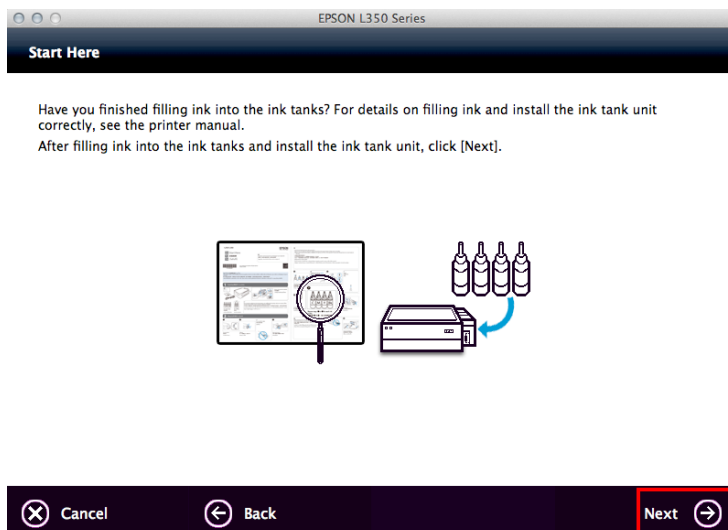 EPSON L350 Series
Start Here
Have you finished filling ink into the ink tanks? For details on filling ink and install the ink tank unit
correctly, see the printer manual.
After filling ink into the ink tanks and install the ink tank unit, click [Next].
Cancel
Back
Next